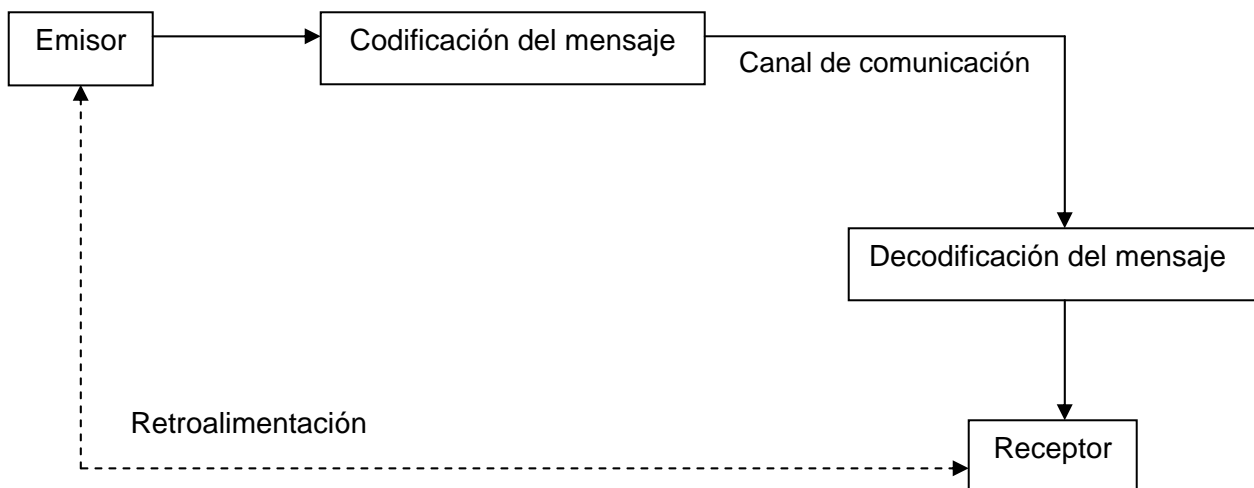 Emisor
Codificación del mensaje
Canal de comunicación
Decodificación del mensaje
Retroalimentación
Receptor